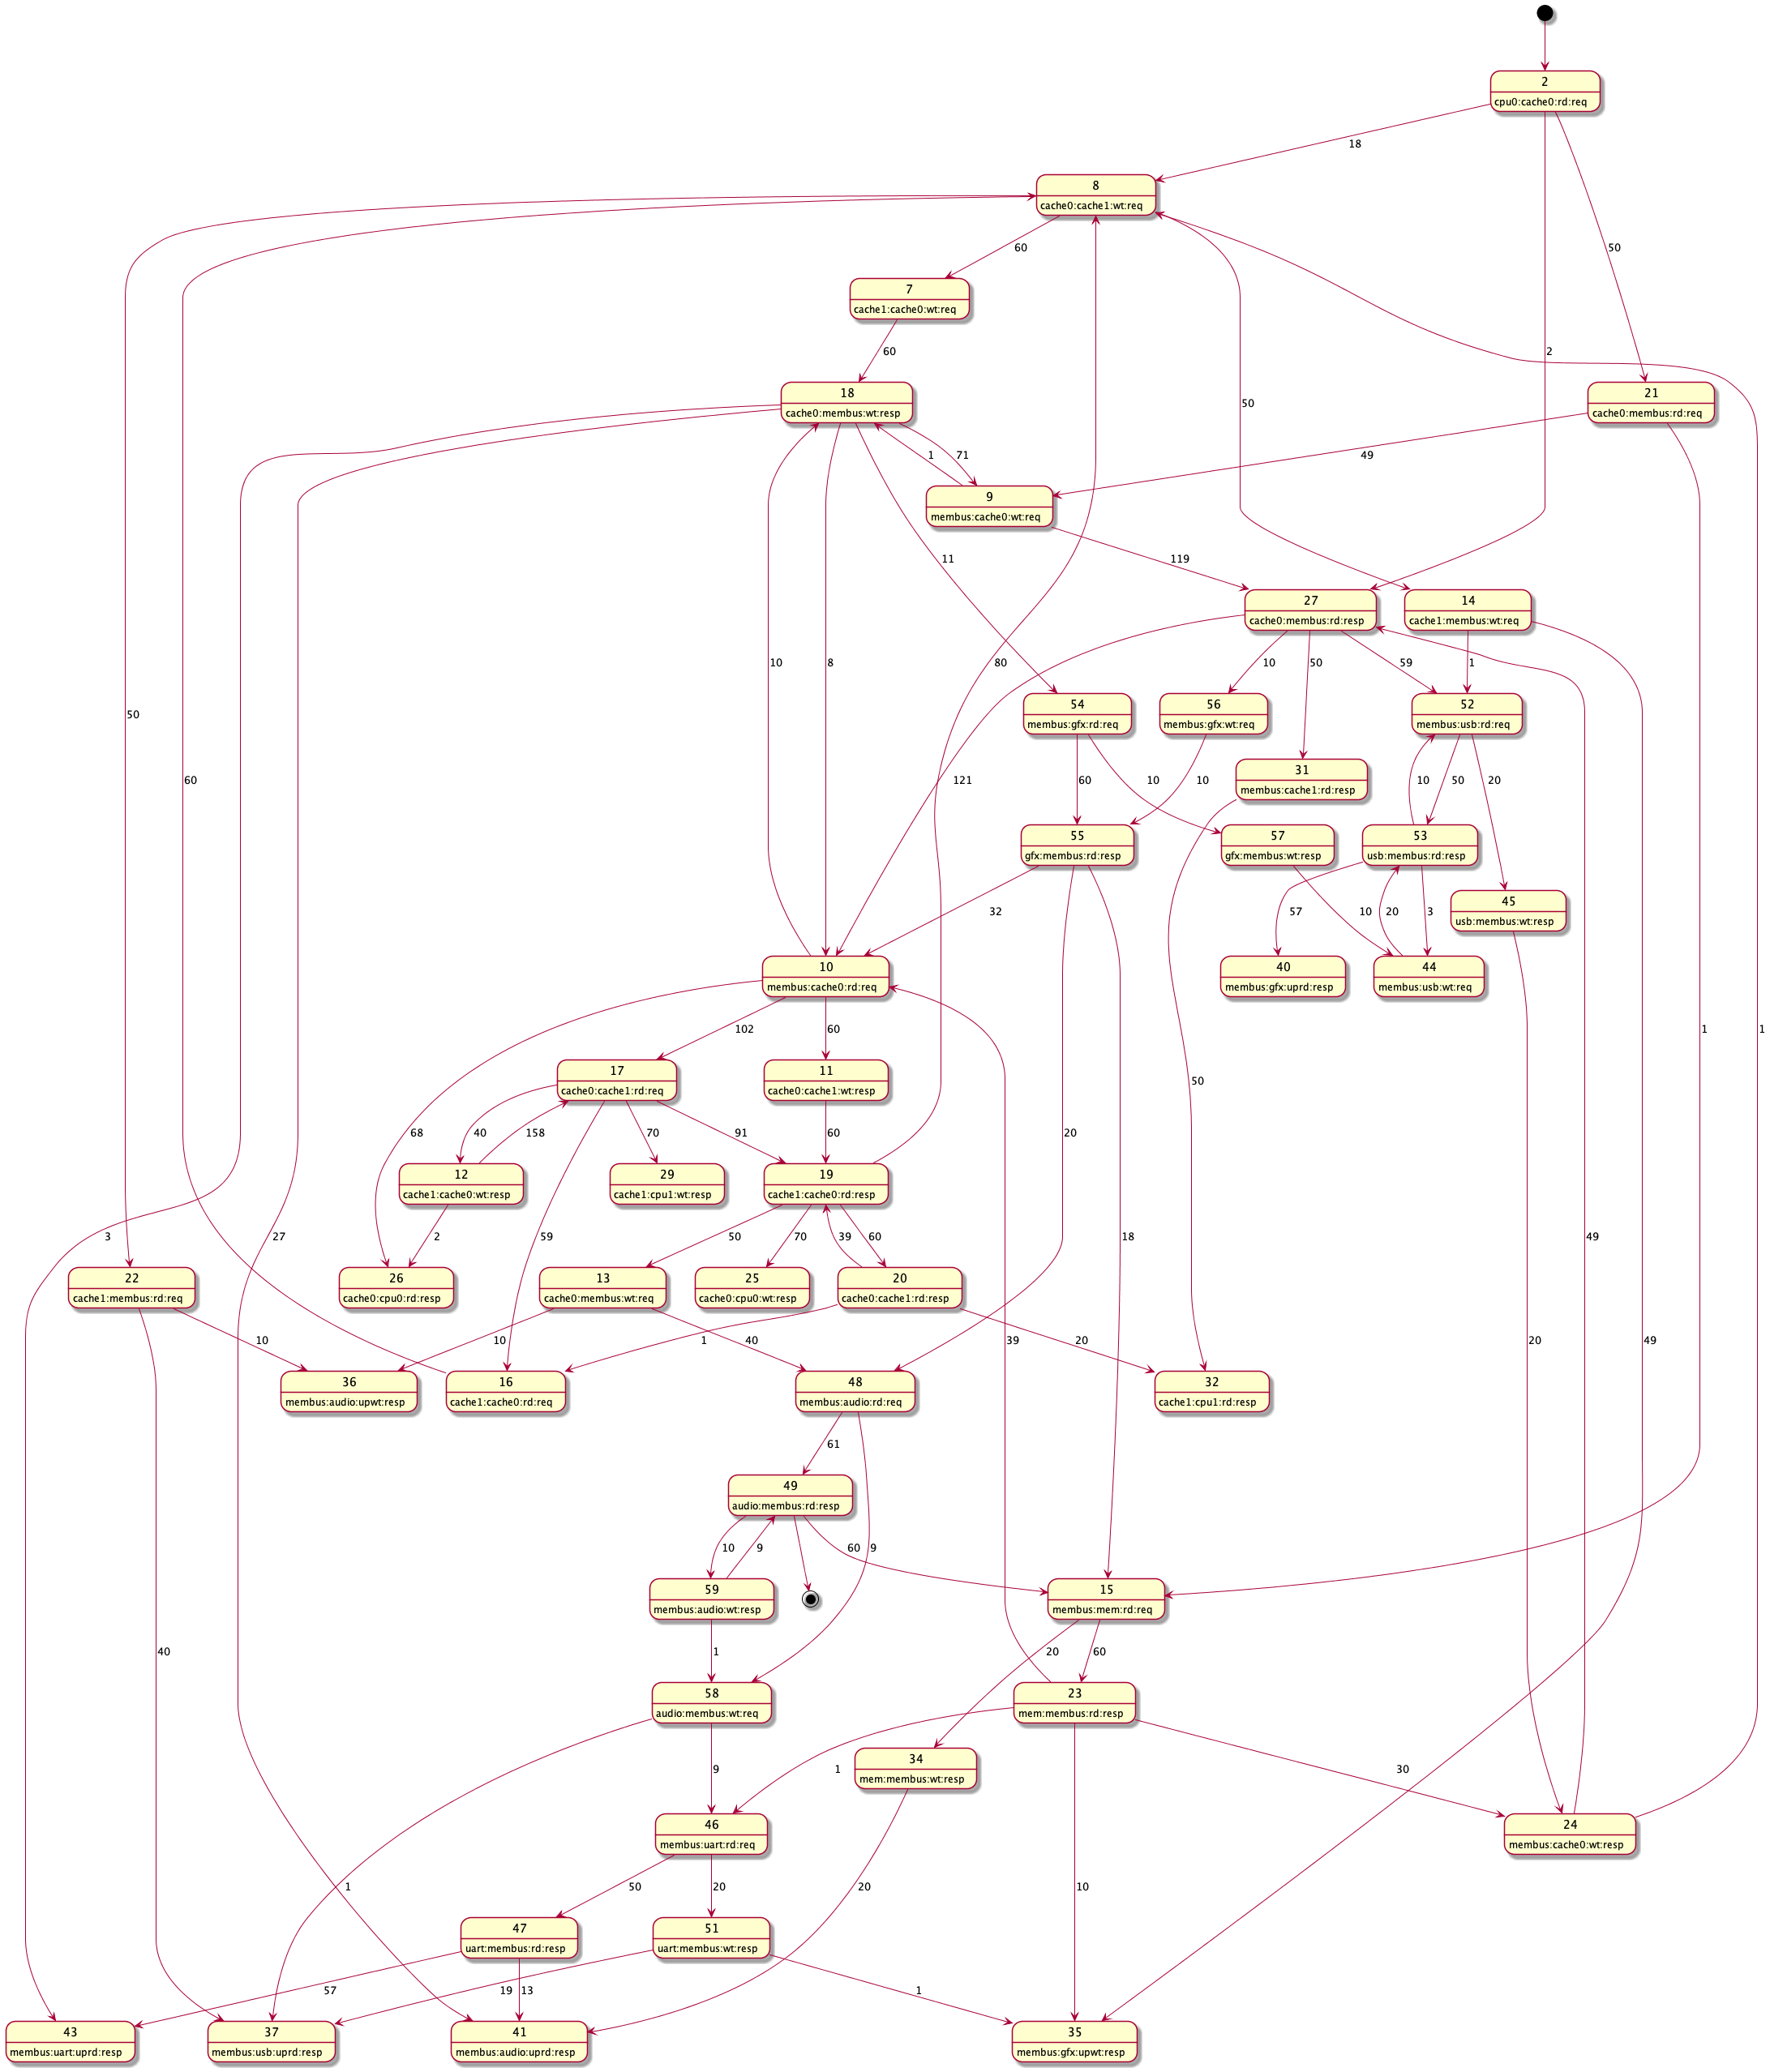 2
cpu0:cache0:rd:req
18
8
cache0:cache1:wt:req
60
50
2
7
cache1:cache0:wt:req
60
50
18
cache0:membus:wt:resp
21
cache0:membus:rd:req
1
71
49
9
membus:cache0:wt:req
11
119
27
cache0:membus:rd:resp
14
cache1:membus:wt:req
10
8
80
10
50
59
1
54
membus:gfx:rd:req
56
membus:gfx:wt:req
52
membus:usb:rd:req
50
31
membus:cache1:rd:resp
60
121
60
10
10
10
50
20
55
gfx:membus:rd:resp
57
gfx:membus:wt:resp
53
usb:membus:rd:resp
45
usb:membus:wt:resp
32
57
10
20
3
10
membus:cache0:rd:req
40
membus:gfx:uprd:resp
44
membus:usb:wt:req
102
60
1
17
cache0:cache1:rd:req
11
cache0:cache1:wt:resp
50
68
40
158
70
91
60
20
12
cache1:cache0:wt:resp
29
cache1:cpu1:wt:resp
19
cache1:cache0:rd:resp
3
27
2
59
50
70
39
60
18
49
22
cache1:membus:rd:req
26
cache0:cpu0:rd:resp
13
cache0:membus:wt:req
25
cache0:cpu0:wt:resp
20
cache0:cache1:rd:resp
10
10
1
40
39
20
20
49
1
36
membus:audio:upwt:resp
16
cache1:cache0:rd:req
48
membus:audio:rd:req
32
cache1:cpu1:rd:resp
61
49
audio:membus:rd:resp
10
9
60
9
59
membus:audio:wt:resp
15
membus:mem:rd:req
40
1
20
60
58
audio:membus:wt:req
23
mem:membus:rd:resp
34
mem:membus:wt:resp
9
1
30
46
membus:uart:rd:req
24
membus:cache0:wt:resp
1
50
20
20
10
47
uart:membus:rd:resp
51
uart:membus:wt:resp
57
19
13
1
43
membus:uart:uprd:resp
37
membus:usb:uprd:resp
41
membus:audio:uprd:resp
35
membus:gfx:upwt:resp